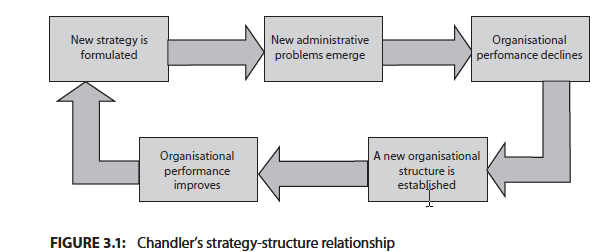 New strategy is
formulated
New administrative
problems emerge
Organisational
perfomance declines
Organisational
performance
improves
A new organisational
structure is
established
FIGURE 3.1: Chandler's strategy-structure relationship